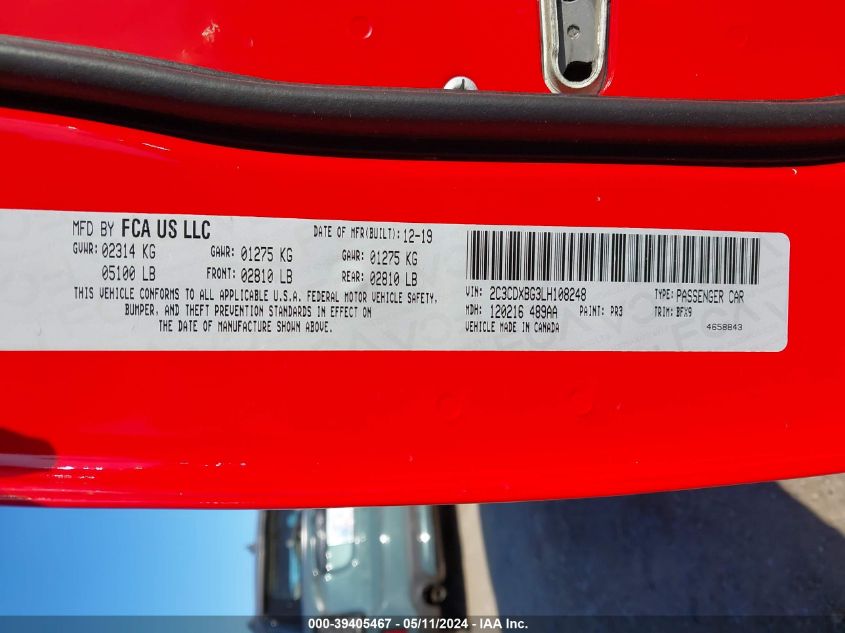 MFD BY FCA US LLC DATE OF MFR(BUILT): 12-19
GVWR: 02314 KG GAWR: 01275 KG GAWR: 01275 KG
05100 LB FRONT: 02810 LB REAR: 02810 LB
THIS VEHICLE CONFORMS TO ALL APPLICABLE U.S.A. FEDERAL MOTOR VEHICLE SAFETY,
BUMPER, AND THEFT PREVENTION STANDARDS IN EFFECT ON
THE DATE OF MANUFACTURE SHOWN ABOVE.
VIN: 2C3CDXBG3LH108248 TYPE: PASSENGER CAR
MDH: 120216 489AA PAINT: PR3 TRIM: BFX9
VEHICLE MADE IN CANADA 4658843
000-39405467 - 05/11/2024 - IAA Inc.